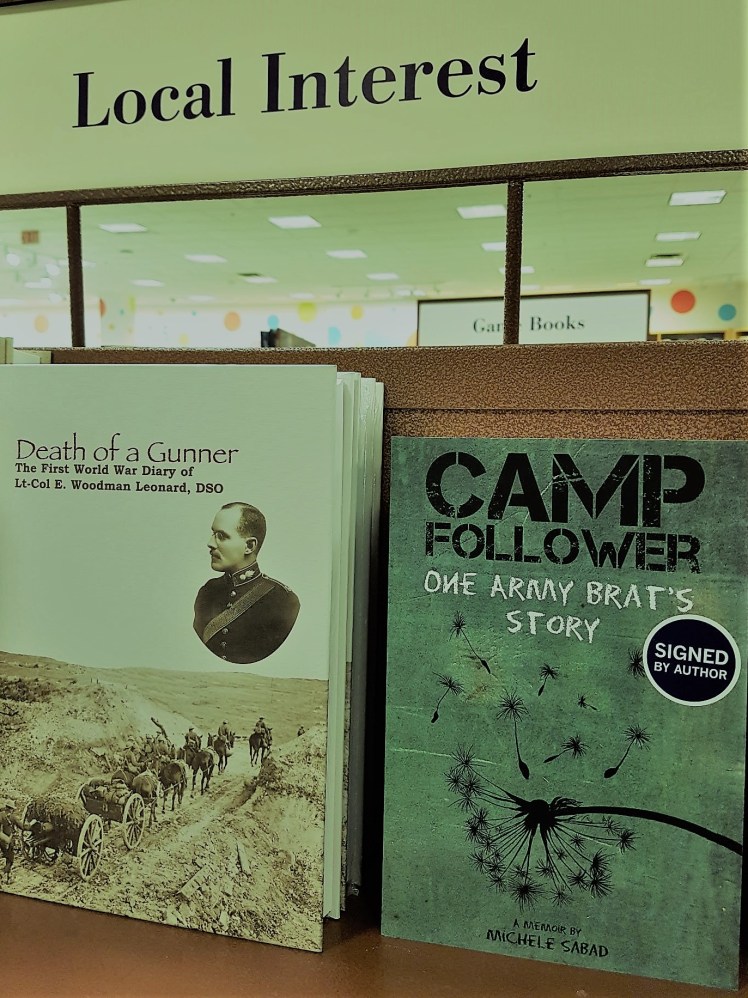 Local Interest
Books
Death of a Gunner
The First World War Diary of
Lt-Col E. Woodman Leonard, DSO
CAMP
FOLLOWER
ONE ARMY BRAT'S
STORY
SIGNED
BY AUTHOR
A MEMOIR BY
MICHELE SABAD